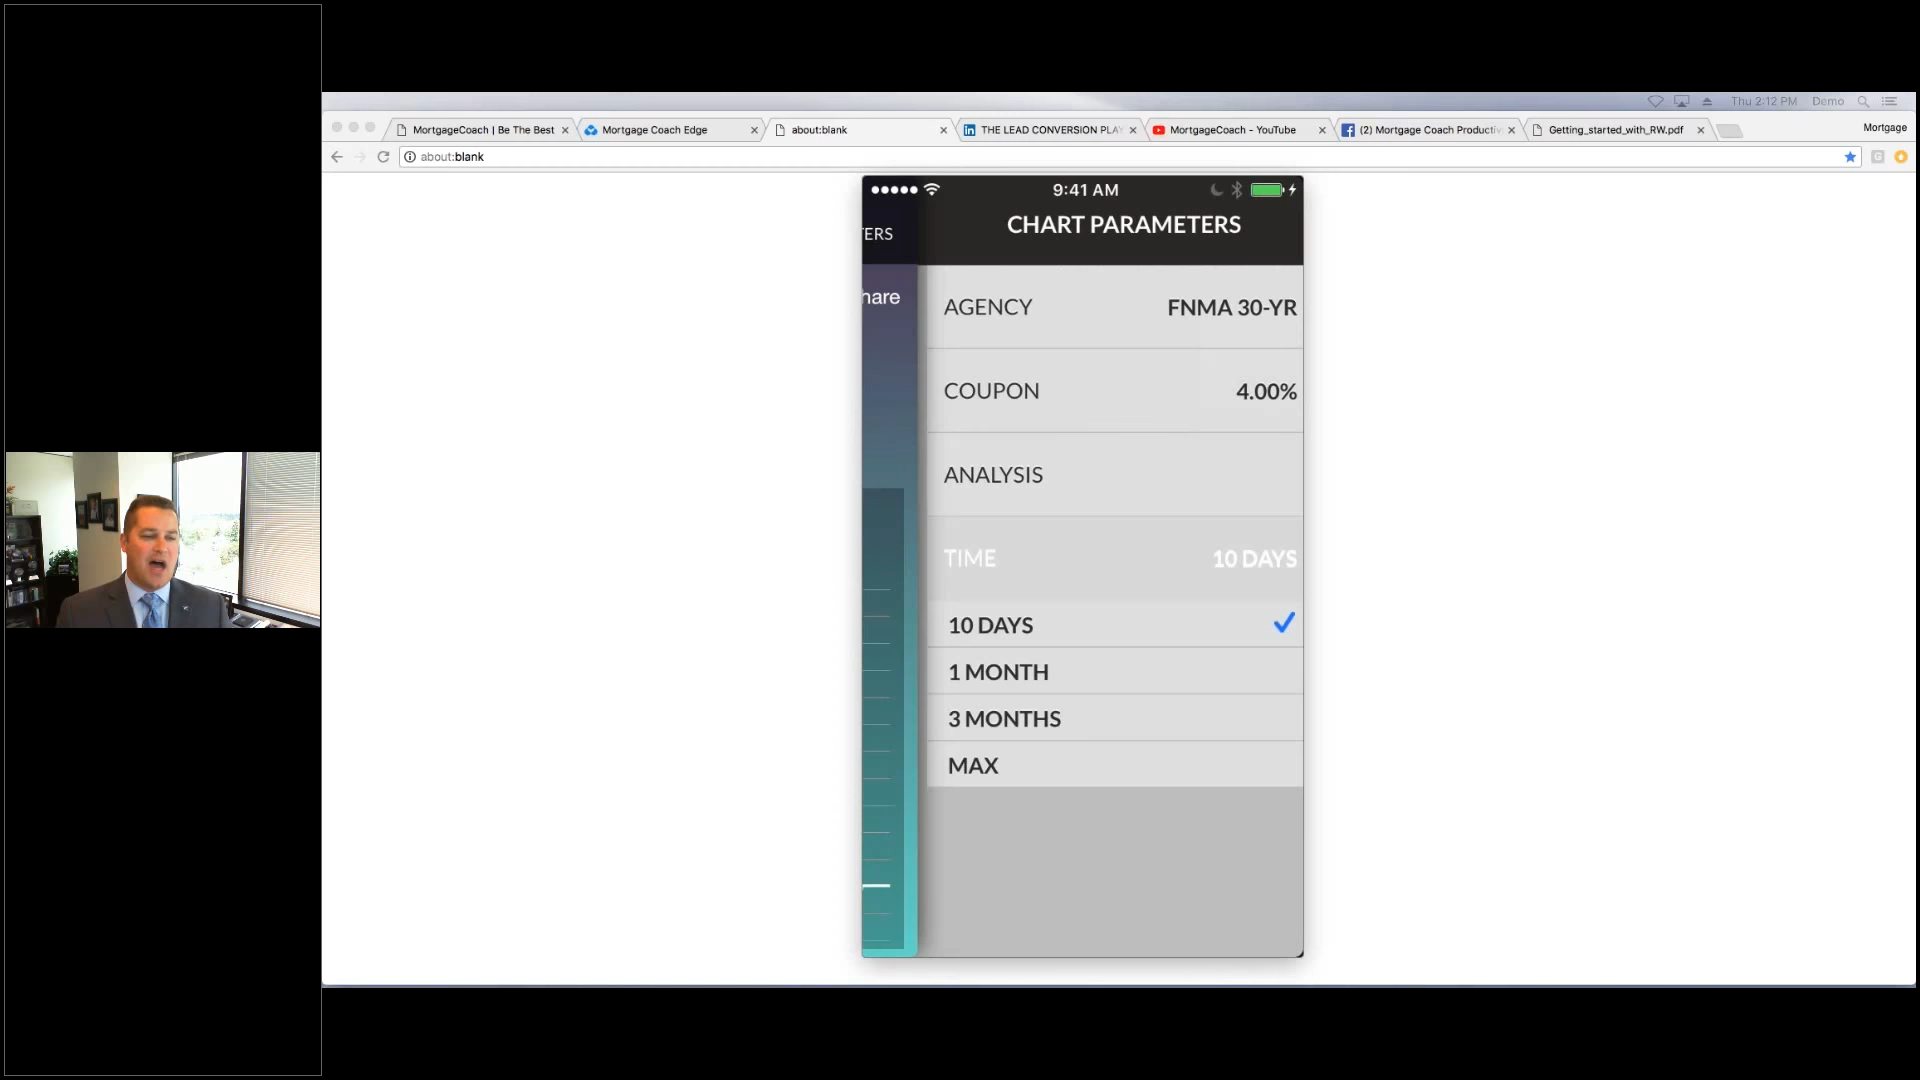 Thu 2:12 PM Demo
MortgageCoach | Be The Best
Mortgage Coach Edge
about:blank
THE LEAD CONVERSION PLA
MortgageCoach - YouTube
(2) Mortgage Coach Productiv
Getting_started_with_RW.pdf
Mortgage
about:blank
9:41 AM
CHART PARAMETERS
TERS
hare
AGENCY FNMA 30-YR
COUPON 4.00%
ANALYSIS
TIME 10 DAYS
10 DAYS
1 MONTH
3 MONTHS
MAX